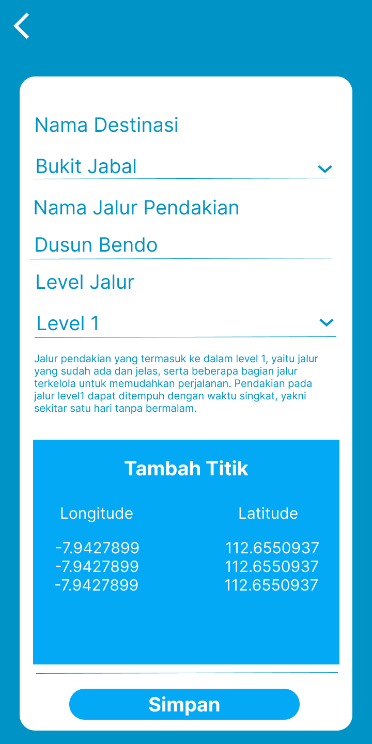 Nama Destinasi
Bukit Jabal
Nama Jalur Pendakian
Dusun Bendo
Level Jalur
Level 1
Jalur pendakian yang termasuk ke dalam level 1, yaitu jalur
yang sudah ada dan jelas, serta beberapa bagian jalur
terkelola untuk memudahkan perjalanan. Pendakian pada
jalur level1 dapat ditempuh dengan waktu singkat, yakni
sekitar satu hari tanpa bermalam.
Tambah Titik
Longitude Latitude
-7.9427899 112.6550937
-7.9427899 112.6550937
-7.9427899 112.6550937
Simpan